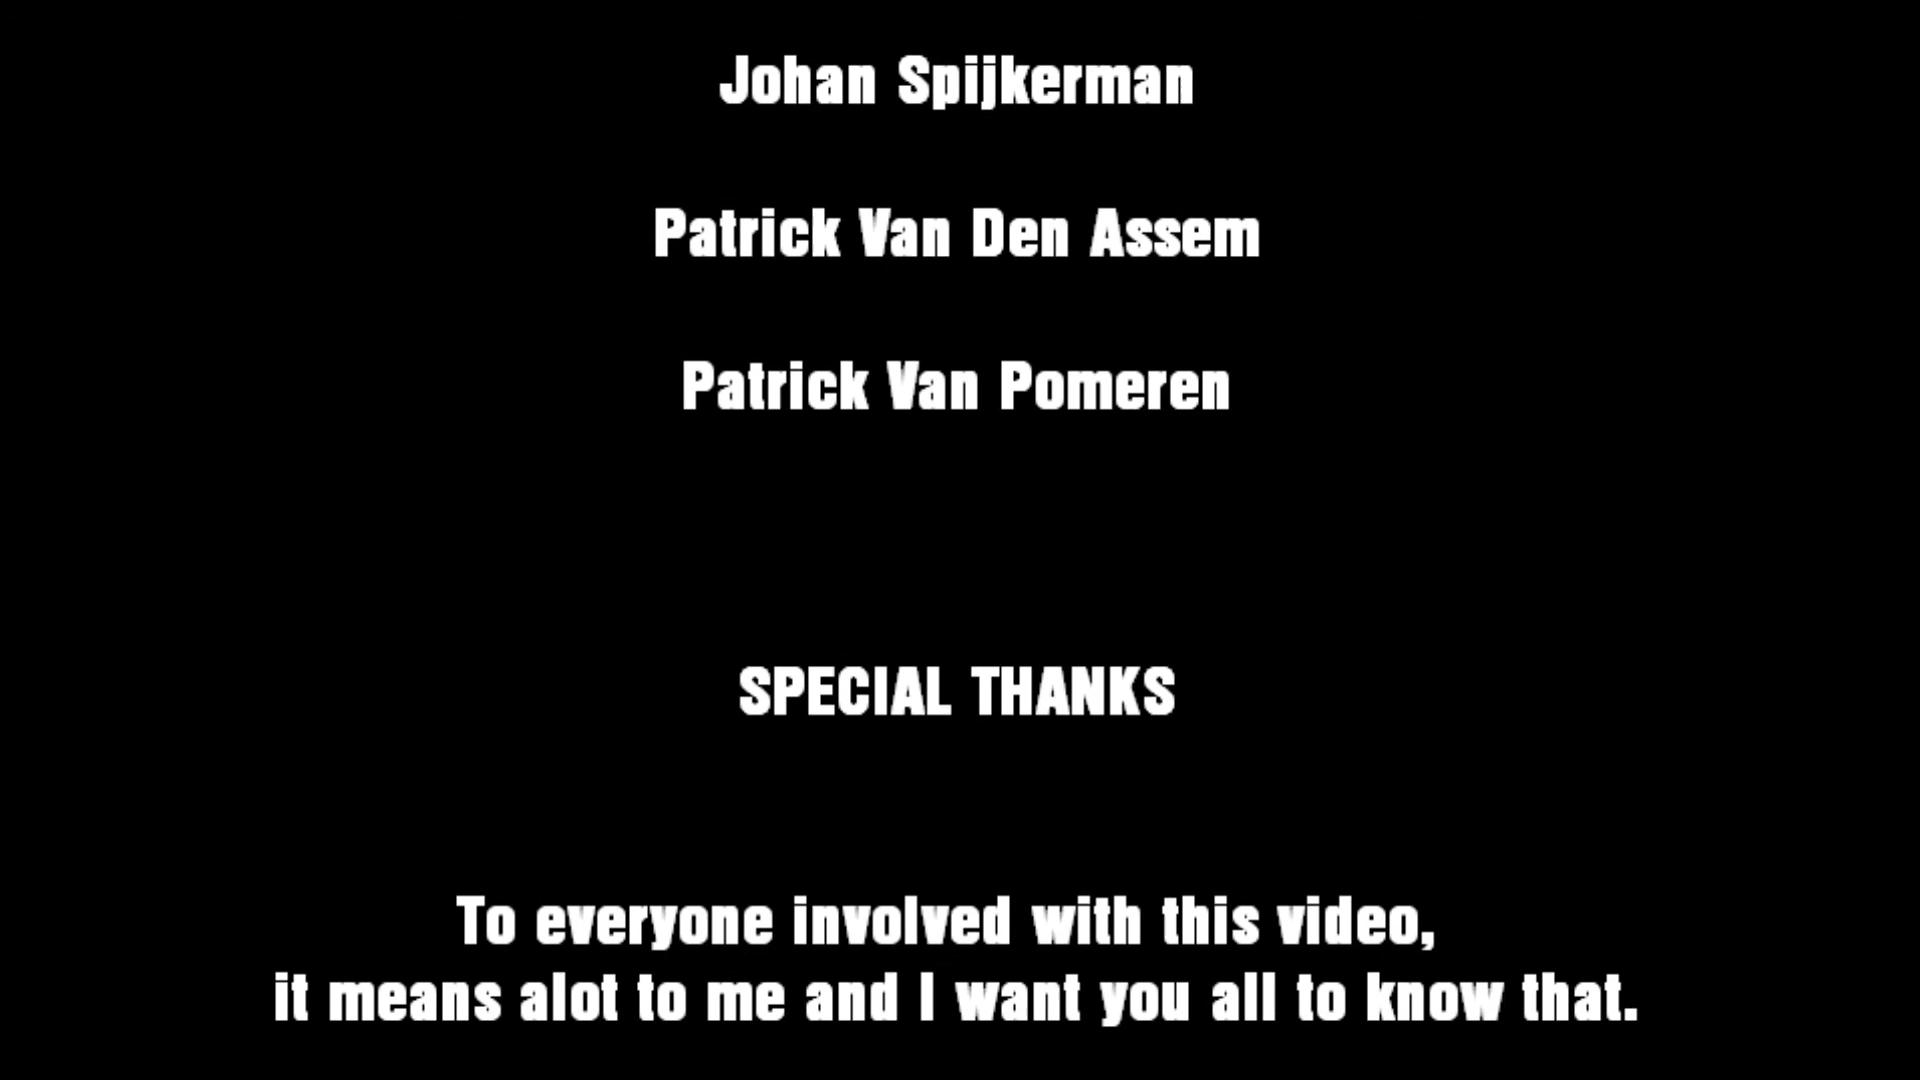 Johan Spijkerman
Patrick Van Den Assem
Patrick Van Pomeren
SPECIAL THANKS
To everyone involved with this video,
it means alot to me and I want you all to know that.